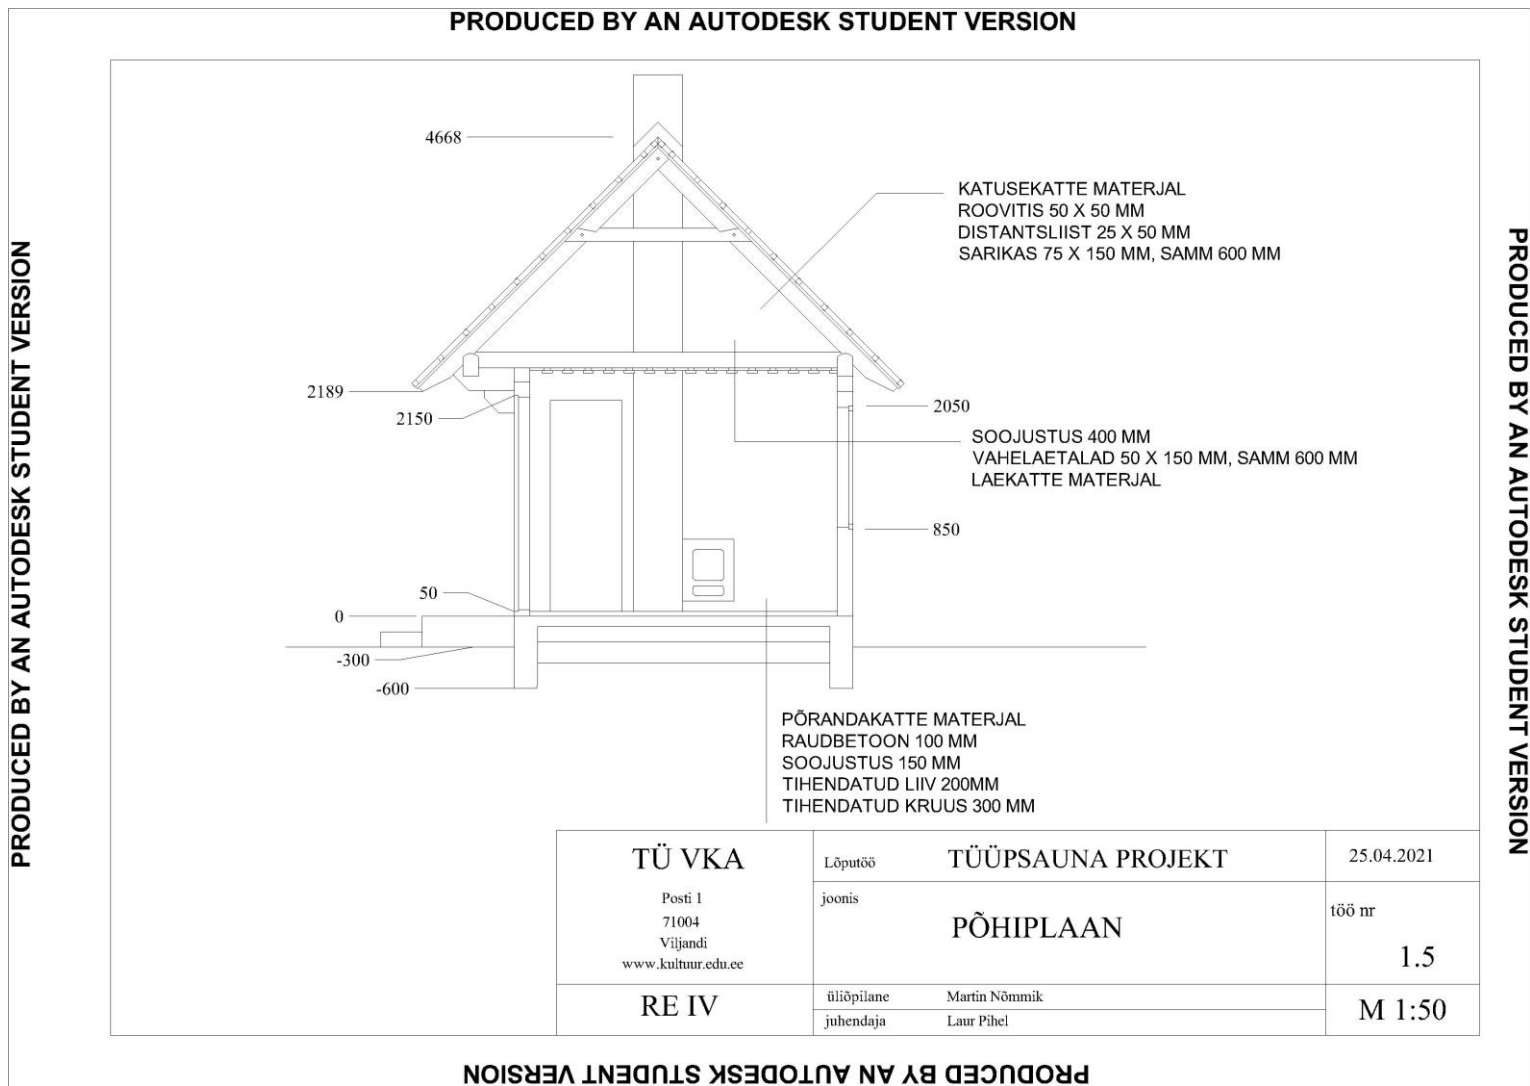 PRODUCED BY AN AUTODESK STUDENT VERSION
PRODUCED BY AN AUTODESK STUDENT VERSION
PRODUCED BY AN AUTODESK STUDENT VERSION
4668
KATUSEKATTE MATERJAL
ROOVITIS 50 X 50 MM
DISTANTSLIIST 25 X 50 MM
SARIKAS 75 X 150 MM, SAMM 600 MM
2189
2150
2050
SOOJUSTUS 400 MM
VAHELAETALAD 50 X 150 MM, SAMM 600 MM
LAEKATTE MATERJAL
850
50
0
-300
-600
PÕRANDAKATTE MATERJAL
RAUDBETOON 100 MM
SOOJUSTUS 150 MM
TIHENDATUD LIIV 200MM
TIHENDATUD KRUUS 300 MM
TÜ VKA
Posti 1
71004
Viljandi
www.kultuur.edu.ee
RE IV
Lõputöö TÜÜPSAUNA PROJEKT
joonis
PÕHIPLAAN
üliõpilane Martin Nõmmik
juhendaja Laur Pihel
25.04.2021
töö nr
1.5
M 1:50
PRODUCED BY AN AUTODESK STUDENT VERSION